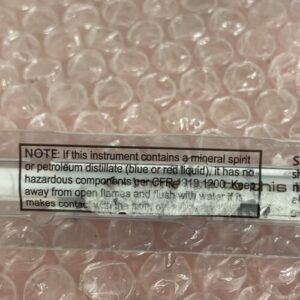 NOTE: If this instrument contains a mineral spirit
or petroleum distillate (blue or red liquid), it has no
hazardous components per CFR 1910.1200. Keep
away from open flames and flush with water if it
makes contact with